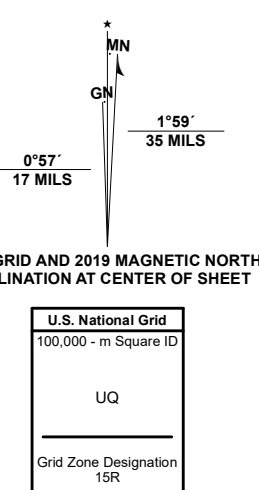 MN
GN
1°59´
35 MILS
0°57´
17 MILS
GRID AND 2019 MAGNETIC NORTH
LINATION AT CENTER OF SHEET
U.S. National Grid
100,000 - m Square ID
UQ
Grid Zone Designation
15R